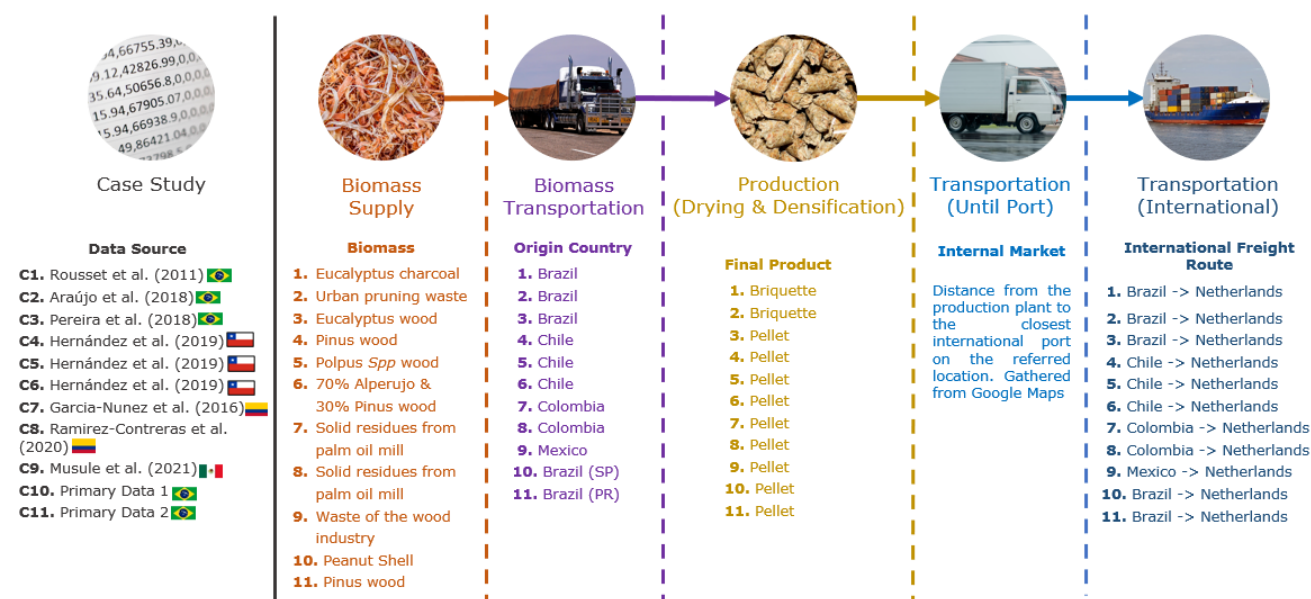 Case Study
Data Source
C1. Rousset et al. (2011)
C2. Araújo et al. (2018)
C3. Pereira et al. (2018)
C4. Hernández et al. (2019)
C5. Hernández et al. (2019)
C6. Hernández et al. (2019)
C7. Garcia-Nunez et al. (2016)
C8. Ramirez-Contreras et al.
(2020)
C9. Musule et al. (2021)
C10. Primary Data 1
C11. Primary Data 2
Biomass
Supply
Biomass
1. Eucalyptus charcoal
2. Urban pruning waste
3. Eucalyptus wood
4. Pinus wood
5. Polpus Spp wood
6. 70% Alperujo &
30% Pinus wood
7. Solid residues from
palm oil mill
8. Solid residues from
palm oil mill
9. Waste of the wood
industry
10. Peanut Shell
11. Pinus wood
Biomass
Transportation
Origin Country
1. Brazil
2. Brazil
3. Brazil
4. Chile
5. Chile
6. Chile
7. Colombia
8. Colombia
9. Mexico
10. Brazil (SP)
11. Brazil (PR)
Production
(Drying & Densification)
Final Product
1. Briquette
2. Briquette
3. Pellet
4. Pellet
5. Pellet
6. Pellet
7. Pellet
8. Pellet
9. Pellet
10. Pellet
11. Pellet
Transportation
(Until Port)
Internal Market
Distance from the
production plant to
the closest
international port
on the referred
location. Gathered
from Google Maps
Transportation
(International)
International Freight
Route
1. Brazil -> Netherlands
2. Brazil -> Netherlands
3. Brazil -> Netherlands
4. Chile -> Netherlands
5. Chile -> Netherlands
6. Chile -> Netherlands
7. Colombia -> Netherlands
8. Colombia -> Netherlands
9. Mexico -> Netherlands
10. Brazil -> Netherlands
11. Brazil -> Netherlands